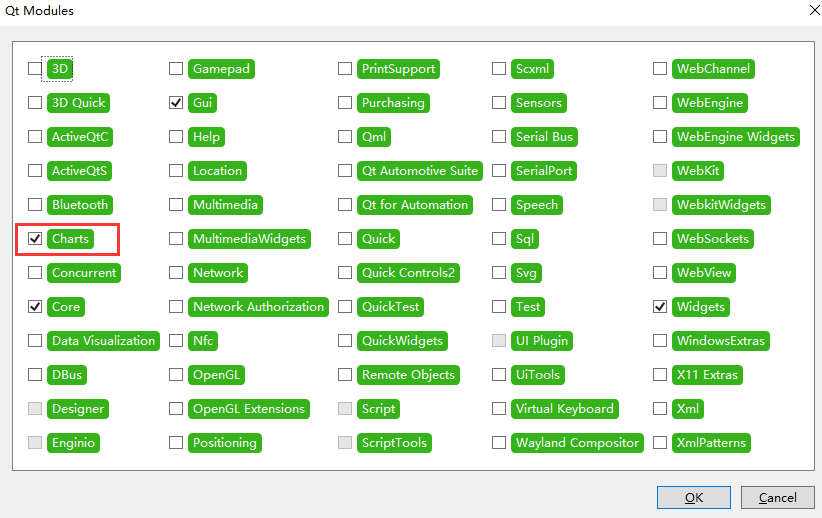 Qt Modules
3D Gamepad PrintSupport Scxml WebChannel
3D Quick Gui Purchasing Sensors WebEngine
ActiveQtC Help Qml Serial Bus WebEngine Widgets
ActiveQtS Location Qt Automotive Suite SerialPort WebKit
Bluetooth Multimedia Qt for Automation Speech WebkitWidgets
Charts MultimediaWidgets Quick Sql WebSockets
Concurrent Network Quick Controls2 Svg WebView
Core Network Authorization QuickTest Test Widgets
Data Visualization Nfc QuickWidgets UI Plugin WindowsExtras
DBus OpenGL Remote Objects UiTools X11 Extras
Designer OpenGL Extensions Script Virtual Keyboard Xml
Enginio Positioning ScriptTools Wayland Compositor XmlPatterns
OK Cancel